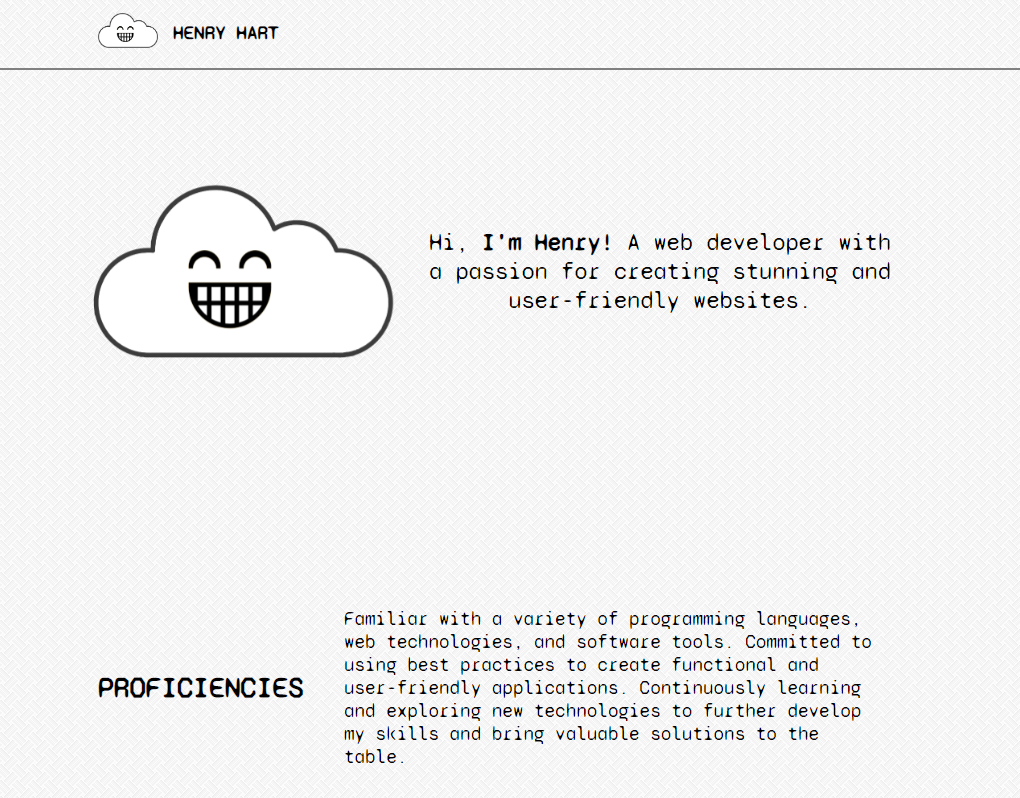 HENRY HART
Hi, I'm Henry! A web developer with
a passion for creating stunning and
user-friendly websites.
PROFICIENCIES
Familiar with a variety of programming languages,
web technologies, and software tools. Committed to
using best practices to create functional and
user-friendly applications. Continuously learning
and exploring new technologies to further develop
my skills and bring valuable solutions to the
table.